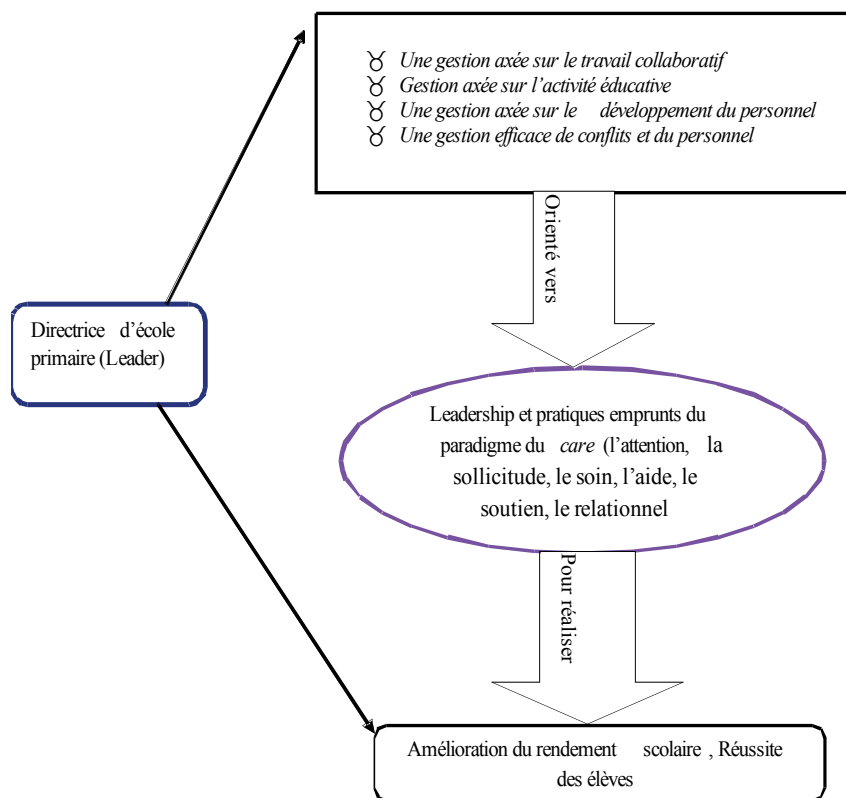 Une gestion axée sur le travail collaboratif
Gestion axée sur l'activité éducative
Une gestion axée sur le développement du personnel
Une gestion efficace de conflits et du personnel
Orienté vers
Directrice d'école
primaire (Leader)
Leadership et pratiques emprunts du
paradigme du care (l'attention, la
sollicitude, le soin, l'aide, le
soutien, le relationnel
Pour réaliser
Amélioration du rendement scolaire , Réussite
des élèves